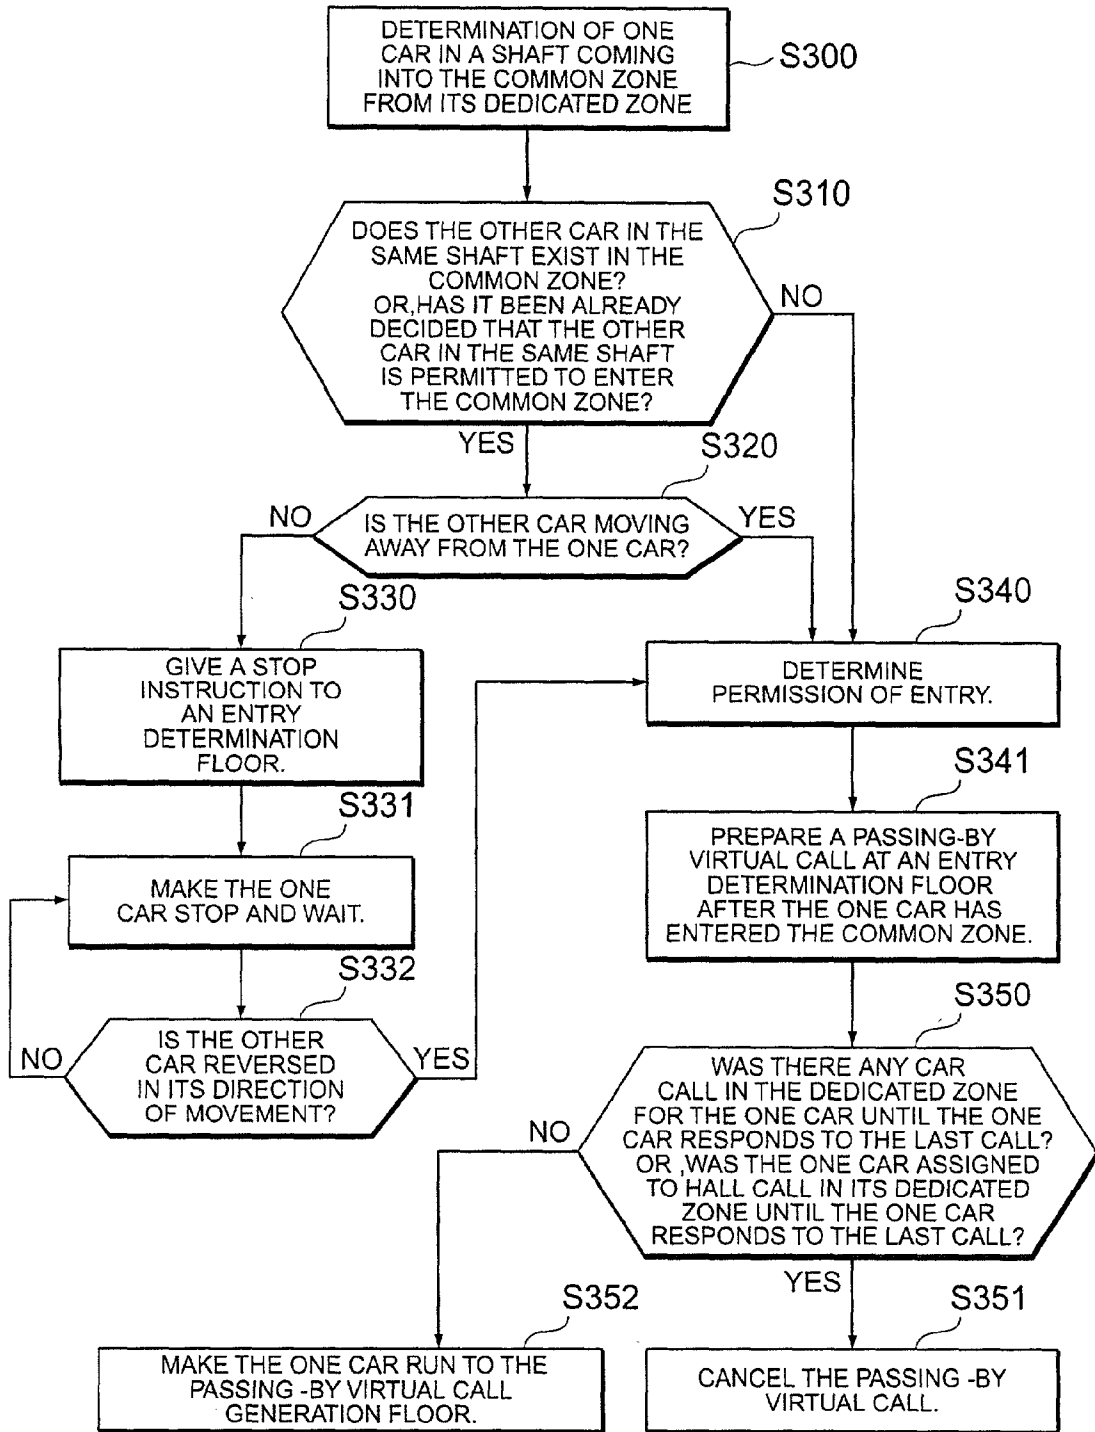 DETERMINATION OF ONE
CAR IN A SHAFT COMING
INTO THE COMMON ZONE
FROM ITS DEDICATED ZONE
S300
S310
DOES THE OTHER CAR IN THE
SAME SHAFT EXIST IN THE
COMMON ZONE?
OR,HAS IT BEEN ALREADY
DECIDED THAT THE OTHER
CAR IN THE SAME SHAFT
IS PERMITTED TO ENTER
THE COMMON ZONE?
NO
YES
S320
NO
IS THE OTHER CAR MOVING
AWAY FROM THE ONE CAR?
YES
S330
GIVE A STOP
INSTRUCTION TO
AN ENTRY
DETERMINATION
FLOOR.
S340
DETERMINE
PERMISSION OF ENTRY.
S331
MAKE THE ONE
CAR STOP AND WAIT.
S341
PREPARE A PASSING-BY
VIRTUAL CALL AT AN ENTRY
DETERMINATION FLOOR
AFTER THE ONE CAR HAS
ENTERED THE COMMON ZONE.
S332
NO
IS THE OTHER
CAR REVERSED
IN ITS DIRECTION
OF MOVEMENT?
YES
S350
WAS THERE ANY CAR
CALL IN THE DEDICATED ZONE
FOR THE ONE CAR UNTIL THE ONE
CAR RESPONDS TO THE LAST CALL?
OR ,WAS THE ONE CAR ASSIGNED
TO HALL CALL IN ITS DEDICATED
ZONE UNTIL THE ONE CAR
RESPONDS TO THE LAST CALL?
NO
YES
S352
MAKE THE ONE CAR RUN TO THE
PASSING -BY VIRTUAL CALL
GENERATION FLOOR.
S351
CANCEL THE PASSING -BY
VIRTUAL CALL.